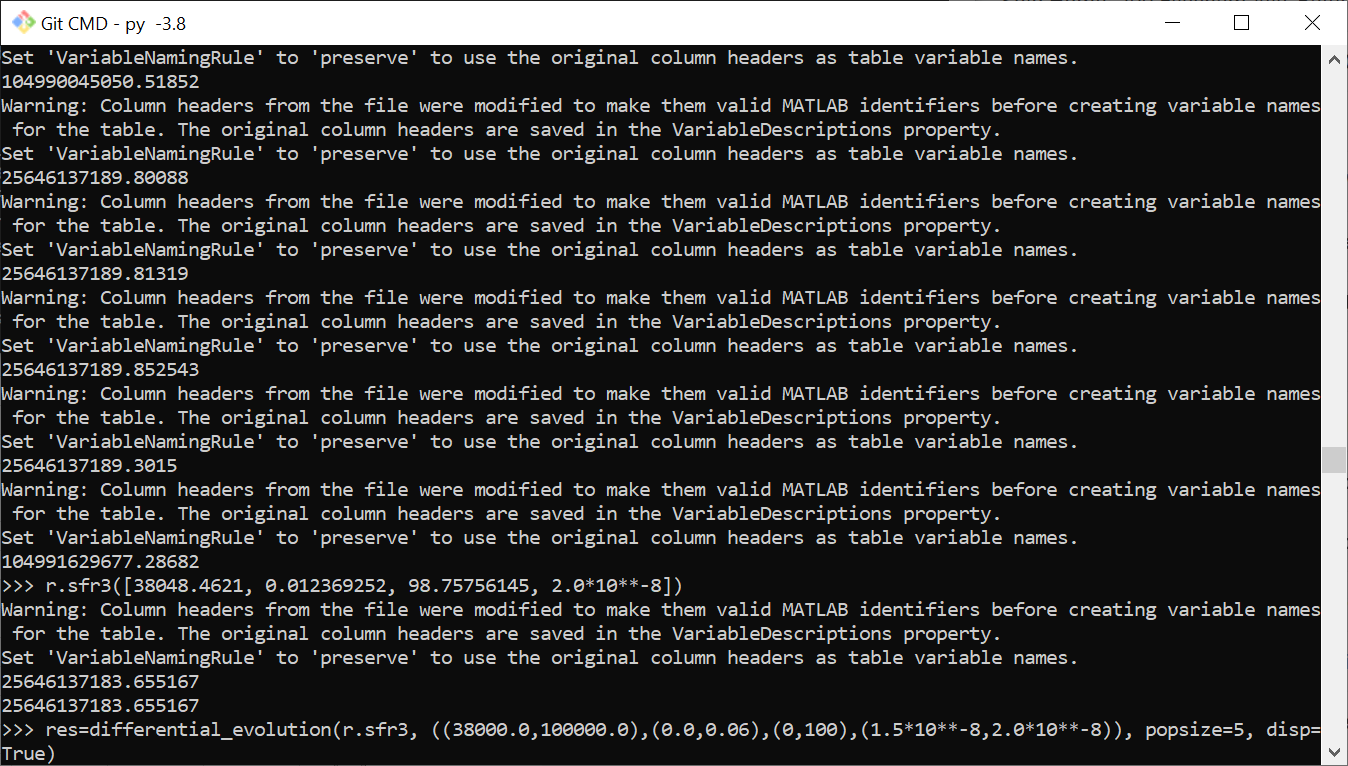 Git CMD - py -3.8
Set 'VariableNamingRule' to 'preserve' to use the original column headers as table variable names.
104990045050.51852
Warning: Column headers from the file were modified to make them valid MATLAB identifiers before creating variable names
for the table. The original column headers are saved in the VariableDescriptions property.
Set 'VariableNamingRule' to 'preserve' to use the original column headers as table variable names.
25646137189.80088
Warning: Column headers from the file were modified to make them valid MATLAB identifiers before creating variable names
for the table. The original column headers are saved in the VariableDescriptions property.
Set 'VariableNamingRule' to 'preserve' to use the original column headers as table variable names.
25646137189.81319
Warning: Column headers from the file were modified to make them valid MATLAB identifiers before creating variable names
for the table. The original column headers are saved in the VariableDescriptions property.
Set 'VariableNamingRule' to 'preserve' to use the original column headers as table variable names.
25646137189.852543
Warning: Column headers from the file were modified to make them valid MATLAB identifiers before creating variable names
for the table. The original column headers are saved in the VariableDescriptions property.
Set 'VariableNamingRule' to 'preserve' to use the original column headers as table variable names.
25646137189.3015
Warning: Column headers from the file were modified to make them valid MATLAB identifiers before creating variable names
for the table. The original column headers are saved in the VariableDescriptions property.
Set 'VariableNamingRule' to 'preserve' to use the original column headers as table variable names.
104991629677.28682
>>> r.sfr3([38048.4621, 0.012369252, 98.75756145, 2.0*10**-8])
Warning: Column headers from the file were modified to make them valid MATLAB identifiers before creating variable names
for the table. The original column headers are saved in the VariableDescriptions property.
Set 'VariableNamingRule' to 'preserve' to use the original column headers as table variable names.
25646137183.655167
25646137183.655167
>>> res=differential_evolution(r.sfr3, ((38000.0,100000.0),(0.0,0.06),(0,100),(1.5*10**-8,2.0*10**-8)), popsize=5, disp=
True)